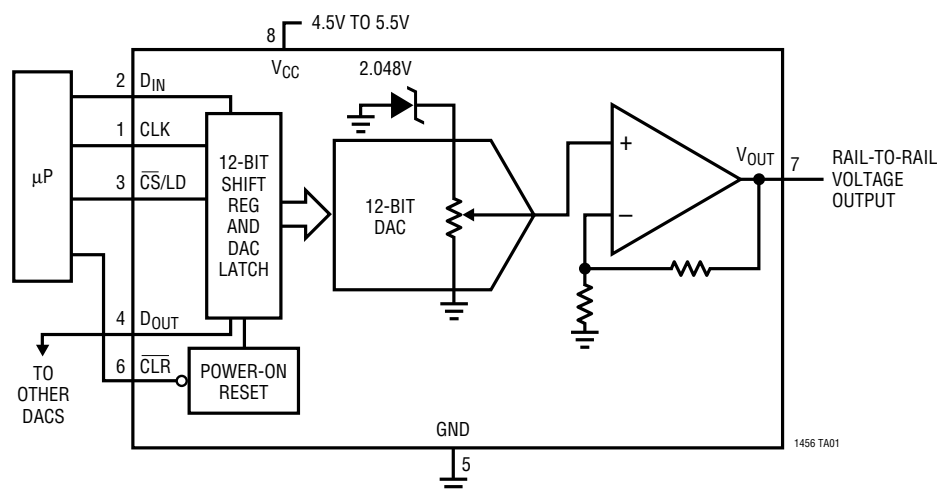 4.5V TO 5.5V
8
VCC
2.048V
2 DIN
1 CLK
3 CS/LD
μP
12-BIT
SHIFT
REG
AND
DAC
LATCH
12-BIT
DAC
+
–
VOUT
7
RAIL-TO-RAIL
VOLTAGE
OUTPUT
4 DOUT
6 CLR
TO
OTHER
DACS
POWER-ON
RESET
GND
5
1456 TA01